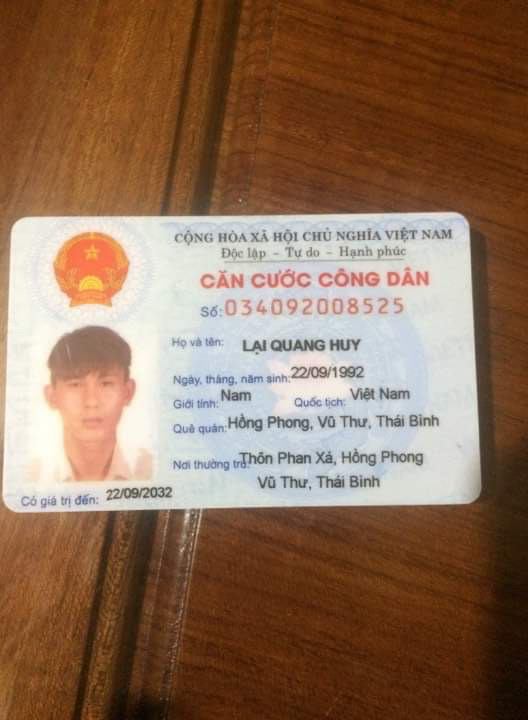 CỘNG HÒA XÃ HỘI CHỦ NGHĨA VIỆT NAM
Độc lập - Tự do - Hạnh phúc
CĂN CƯỚC CÔNG DÂN
Số: 034092008525
Họ và tên: LẠI QUANG HUY
Ngày, tháng, năm sinh: 22/09/1992
Giới tính: Nam Quốc tịch: Việt Nam
Quê quán: Hồng Phong, Vũ Thư, Thái Bình
Nơi thường trú: Thôn Phan Xá, Hồng Phong
Vũ Thư, Thái Bình
Có giá trị đến: 22/09/2032